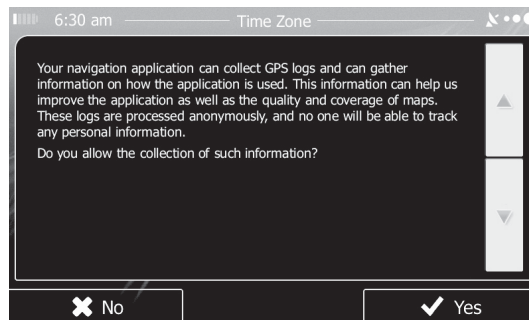 6:30 am
Time Zone
Your navigation application can collect GPS logs and can gather
information on how the application is used. This information can help us
improve the application as well as the quality and coverage of maps.
These logs are processed anonymously, and no one will be able to track
any personal information.
Do you allow the collection of such information?
No
Yes